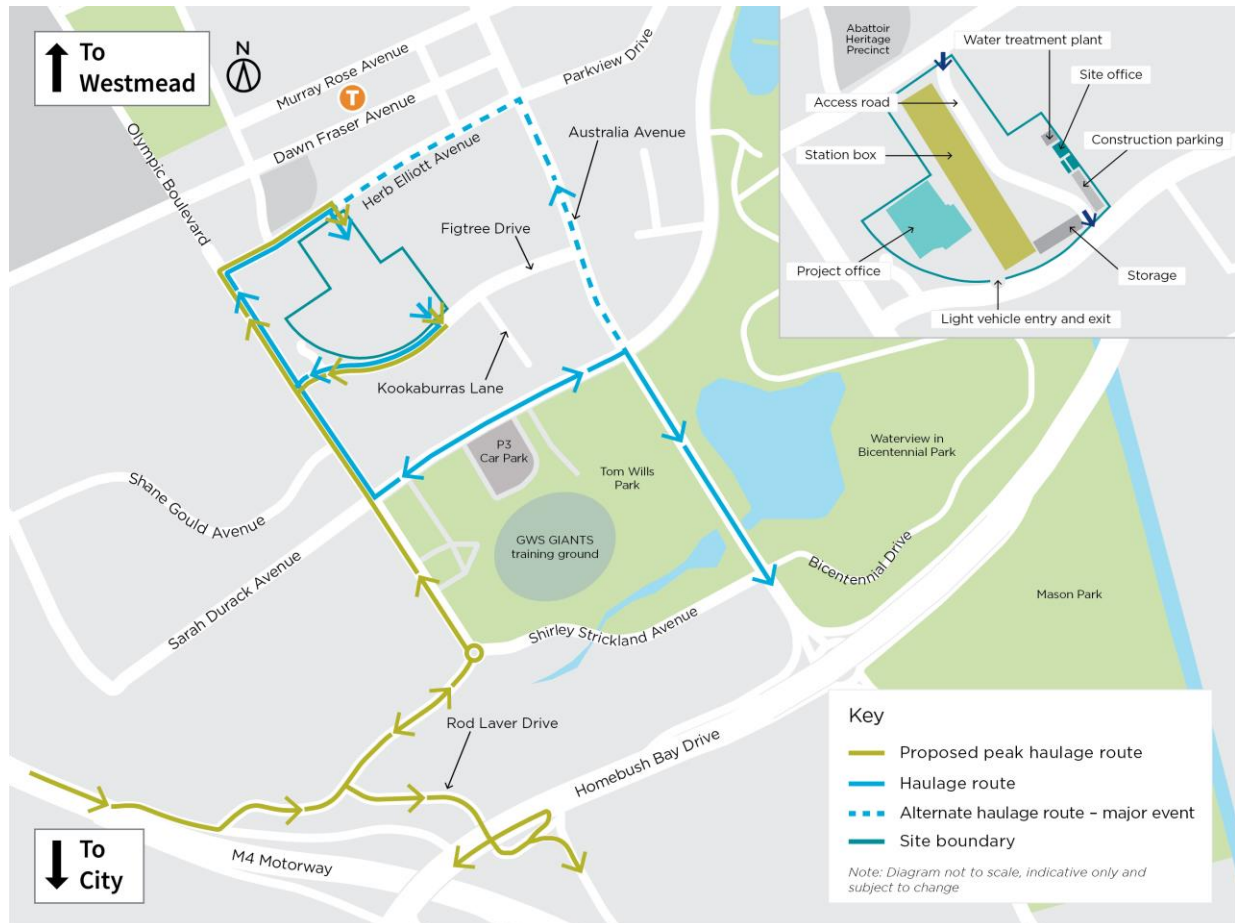 To
Westmead
N
Murray Rose Avenue
T
Dawn Fraser Avenue
Parkview Drive
Olympic Boulevard
Herb Elliott Avenue
Australia Avenue
Figtree Drive
Kookaburras Lane
P3
Car Park
Tom Wills
Park
Waterview in
Bicentennial Park
Shane Gould Avenue
GWS GIANTS
training ground
Sarah Durack Avenue
Bicentennial Drive
Mason Park
Shirley Strickland Avenue
Rod Laver Drive
Homebush Bay Drive
M4 Motorway
To
City
Abattoir
Heritage
Precinct
Water treatment plant
Site office
Access road
Construction parking
Station box
Project office
Storage
Light vehicle entry and exit
Key
Proposed peak haulage route
Haulage route
Alternate haulage route – major event
Site boundary
Note: Diagram not to scale, indicative only and
subject to change